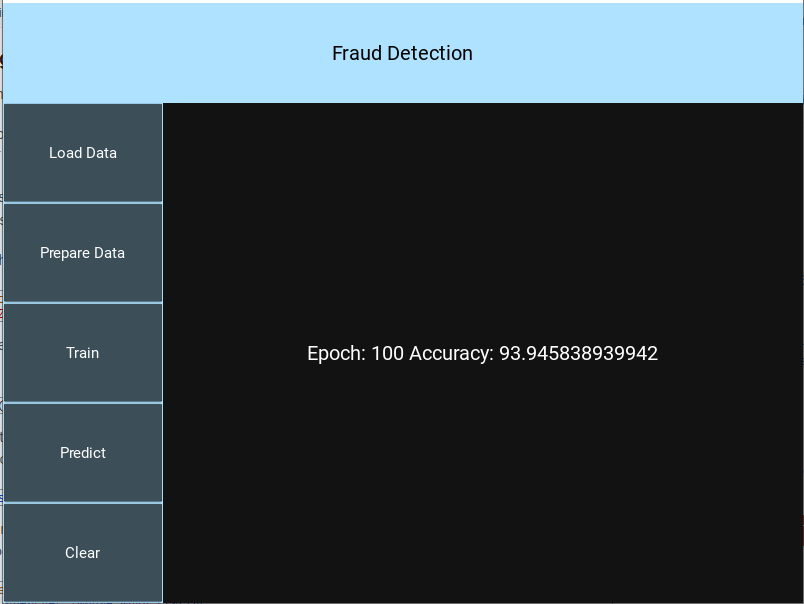 Fraud Detection
Load Data
Prepare Data
Train
Epoch: 100 Accuracy: 93.945838939942
Predict
Clear